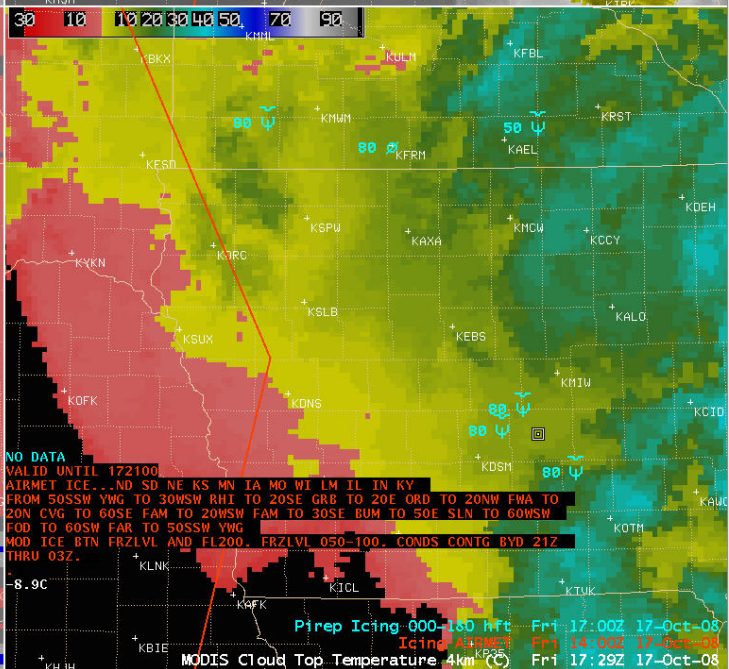 30 10 10 20 30 40 50 70 90
KMML
KULM
KFBL
KBKX
80
KMWM
50
KRST
KAEL
80
KFRM
KFSD
KDEH
KSPW
KMCW
KAXA
KCCY
KORC
KYKN
KSLB
KALO
KEBS
KSUX
KMIW
KOFK
KDNS
80
KCID
80
NO DATA
KDSM
80
VALID UNTIL 172100
AIRMET ICE...ND SD NE KS MN IA MO WI LM IL IN KY
FROM 50SSW YWG TO 30WSW RHI TO 20SE GRB TO 20E ORD TO 20NW FWA TO
20N CVG TO 60SE FAM TO 20WSW FAM TO 30SE BUM TO 50E SLN TO 60WSW
FOD TO 60SW FAR TO 50SSW YWG
KOTM
MOD ICE BTN FRZLVL AND FL200. FRZLVL 050-100. CONDS CONTG BYD 21Z
THRU 03Z.
KLNK
-8.9C
KICL
KTVK
KAFK
Pirep Icing 000-180 hft Fri 17:00Z 17-Oct-08
Icing AIRMET Fri 14:00Z 17-Oct-08
KBIE
MODIS Cloud Top Temperature 4km (C) Fri 17:29Z 17-Oct-08